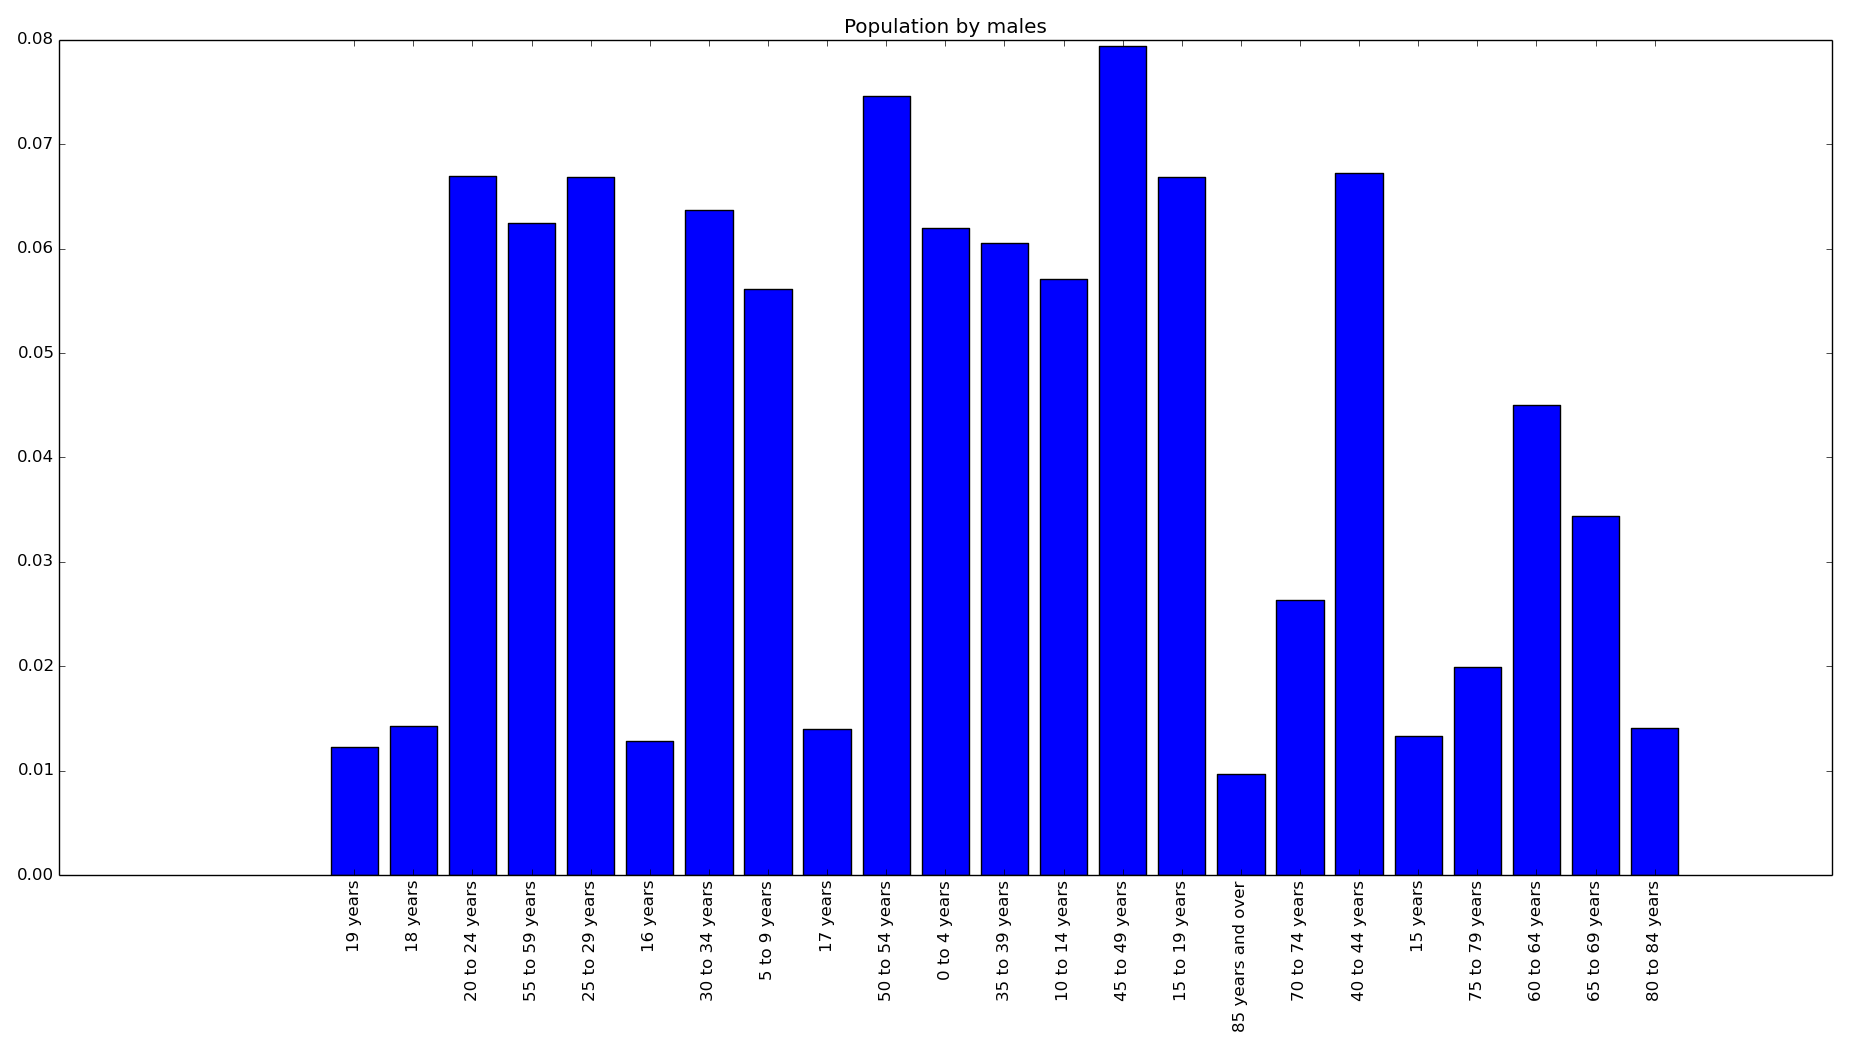 Population by males
0.08
0.07
0.06
0.05
0.04
0.03
0.02
0.01
0.00
19 years
18 years
20 to 24 years
55 to 59 years
25 to 29 years
16 years
30 to 34 years
5 to 9 years
17 years
50 to 54 years
0 to 4 years
35 to 39 years
10 to 14 years
45 to 49 years
15 to 19 years
85 years and over
70 to 74 years
40 to 44 years
15 years
75 to 79 years
60 to 64 years
65 to 69 years
80 to 84 years